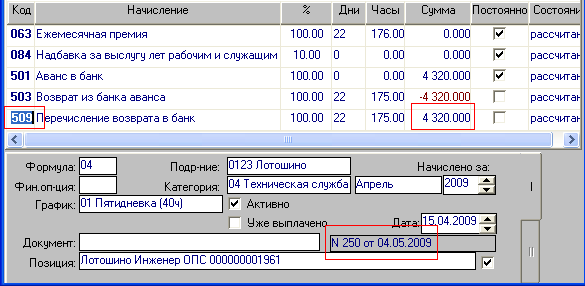 Код Начисление % Дни Часы Сумма Постоянно Состояни
063 Ежемесячная премия 100.00 22 176.00 0.000 рассчитан
084 Надбавка за выслугу лет рабочим и служащим 10.00 0 0.000 рассчитан
501 Аванс в банк 100.00 0 0.00 4 320.000 рассчитан
503 Возврат из банка аванса 100.00 22 175.00 -4 320.000 рассчитан
509 Перечисление возврата в банк 100.00 22 175.00 4 320.000 рассчитан
Формула: 04 Подр-ние: 0123 Лотошино Начислено за:
Фин.оп-ция: Категория: 04 Техническая служба Апрель 2009
График: 01 Пятидневка (40ч) Активно
Уже выплачено Дата: 15.04.2009
Документ: N 250 от 04.05.2009
Позиция: Лотошино Инженер ОПС 000000001961